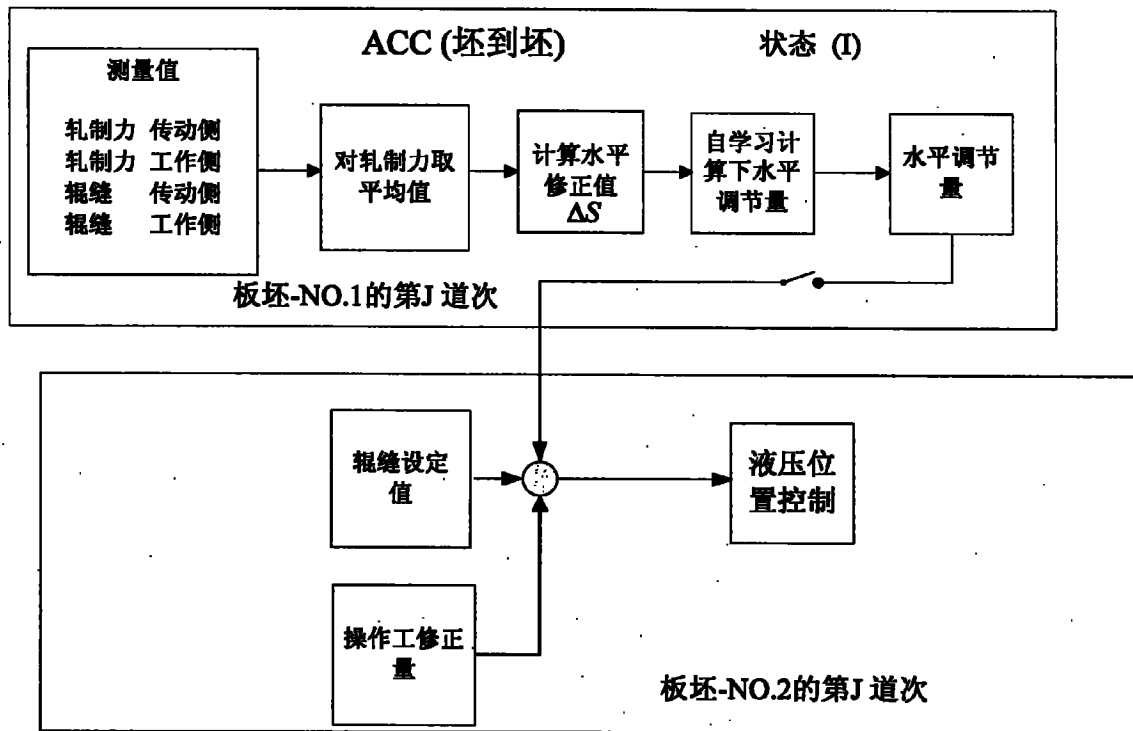 ACC (坯到坯)
状态 (I)
测量值
轧制力 传动侧
轧制力 工作侧
辊缝 传动侧
辊缝 工作侧
对轧制力取
平均值
计算水平
修正值
ΔS
自学习计
算下水平
调节量
水平调节
量
板坯-NO.1的第J 道次
辊缝设定
值
液压位
置控制
操作工修正
量
板坯-NO.2的第J 道次